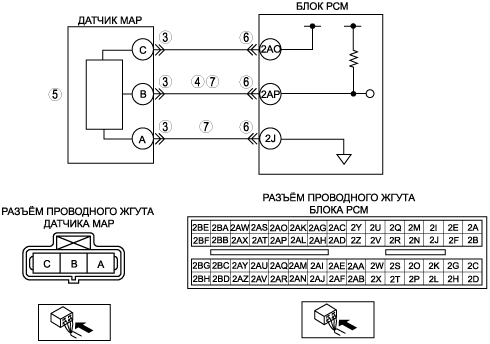 ДАТЧИК MAP
БЛОК PCM
C 3 6 2AO
5 B 3 4 7 6 2AP
A 3 7 6 2J
РАЗЪЁМ ПРОВОДНОГО ЖГУТА
ДАТЧИКА MAP
C B A
РАЗЪЁМ ПРОВОДНОГО ЖГУТА
БЛОКА PCM
2BE 2BA 2AW 2AS 2AO 2AK 2AG 2AC 2Y 2U 2Q 2M 2I 2E 2A
2BF 2BB 2AX 2AT 2AP 2AL 2AH 2AD 2Z 2V 2R 2N 2J 2F 2B
2BG 2BC 2AY 2AU 2AQ 2AM 2AI 2AE 2AA 2W 2S 2O 2K 2G 2C
2BH 2BD 2AZ 2AV 2AR 2AN 2AJ 2AF 2AB 2X 2T 2P 2L 2H 2D